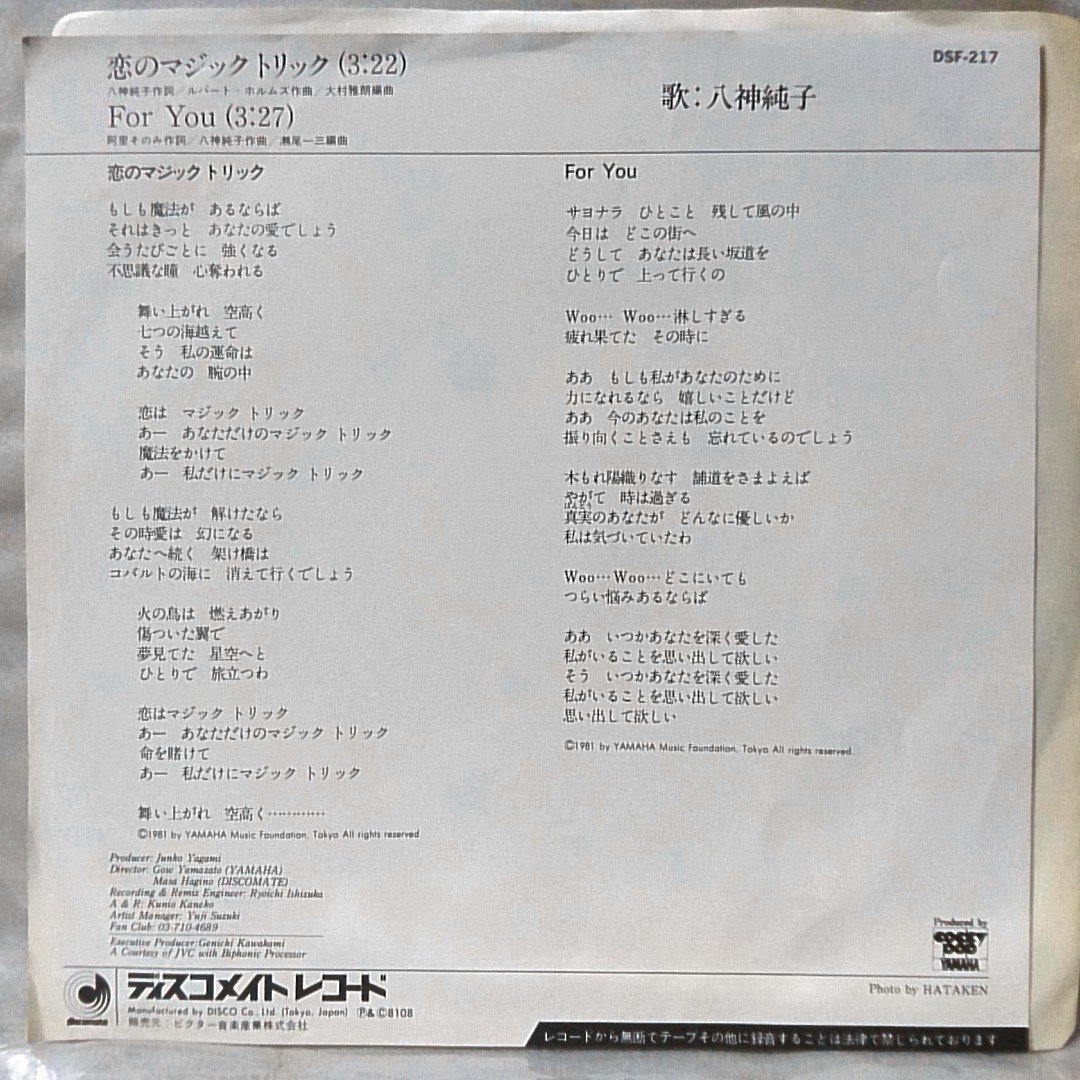 恋のマジック トリック (3:22)
八神純子作詞／ルパート・ホルムズ作曲／大村雅朗編曲
For You (3:27)
阿里そのみ作詞／八神純子作曲／瀬尾一三編曲
歌：八神純子
DSF-217
恋のマジック トリック
もしも魔法が　あるならば
それはきっと　あなたの愛でしょう
会うたびごとに　強くなる
不思議な瞳　心奪われる
舞い上がれ　空高く
七つの海越えて
そう　私の運命は
あなたの　腕の中
恋は　マジック トリック
あー　あなただけのマジック トリック
魔法をかけて
あー　私だけにマジック トリック
もしも魔法が　解けたなら
その時愛は　幻になる
あなたへ続く　架け橋は
コバルトの海に　消えて行くでしょう
火の鳥は　燃えあがり
傷ついた翼で
夢見てた　星空へと
ひとりで　旅立つわ
恋はマジック トリック
あー　あなただけのマジック トリック
命を賭けて
あー　私だけにマジック トリック
舞い上がれ　空高く…………
©1981 by YAMAHA Music Foundation, Tokyo All rights reserved
For You
サヨナラ　ひとこと　残して風の中
今日は　どこの街へ
どうして　あなたは長い坂道を
ひとりで　上って行くの
Woo… Woo…淋しすぎる
疲れ果てた　その時に
ああ　もしも私があなたのために
力になれるなら　嬉しいことだけど
ああ　今のあなたは私のことを
振り向くことさえも　忘れているのでしょう
木もれ陽織りなす　舗道をさまよえば
やがて　時は過ぎる
ほんとう
真実のあなたが　どんなに優しいか
私は気づいていたわ
Woo…Woo…どこにいても
つらい悩みあるならば
ああ　いつかあなたを深く愛した
私がいることを思い出して欲しい
そう　いつかあなたを深く愛した
私がいることを思い出して欲しい
思い出して欲しい
©1981 by YAMAHA Music Foundation, Tokyo All rights reserved.
Producer: Junko Yagami
Director: Gow Yamazato (YAMAHA)
Masa Hagino (DISCOMATE)
Recording & Remix Engineer: Ryoichi Ishizuka
A & R: Kunio Kaneko
Artist Manager: Yuji Suzuki
Fan Club: 03-710-4689
Executive Producer:Genichi Kawakami
A Courtesy of JVC with Biphonic Processor
Produced by
COCKY POP
YAMAHA
Photo by HATAKEN
discomate
ディスコメイト レコード
Manufactured by DISCO Co., Ltd. (Tokyo, Japan) Ⓟ&©8108
販売元：ビクター音楽産業株式会社
レコードから無断でテープその他に録音することは法律で禁じられております